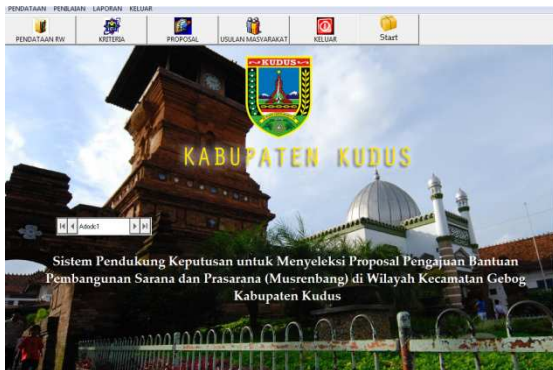 PENDATAAN PENILAIAN LAPORAN KELUAR
PENDATAAN RW KRITERIA PROPOSAL USULAN MASYARAKAT KELUAR Start
KUDUS
KABUPATEN KUDUS
Adodc1
Sistem Pendukung Keputusan untuk Menyeleksi Proposal Pengajuan Bantuan
Pembangunan Sarana dan Prasarana (Musrenbang) di Wilayah Kecamatan Gebog
Kabupaten Kudus